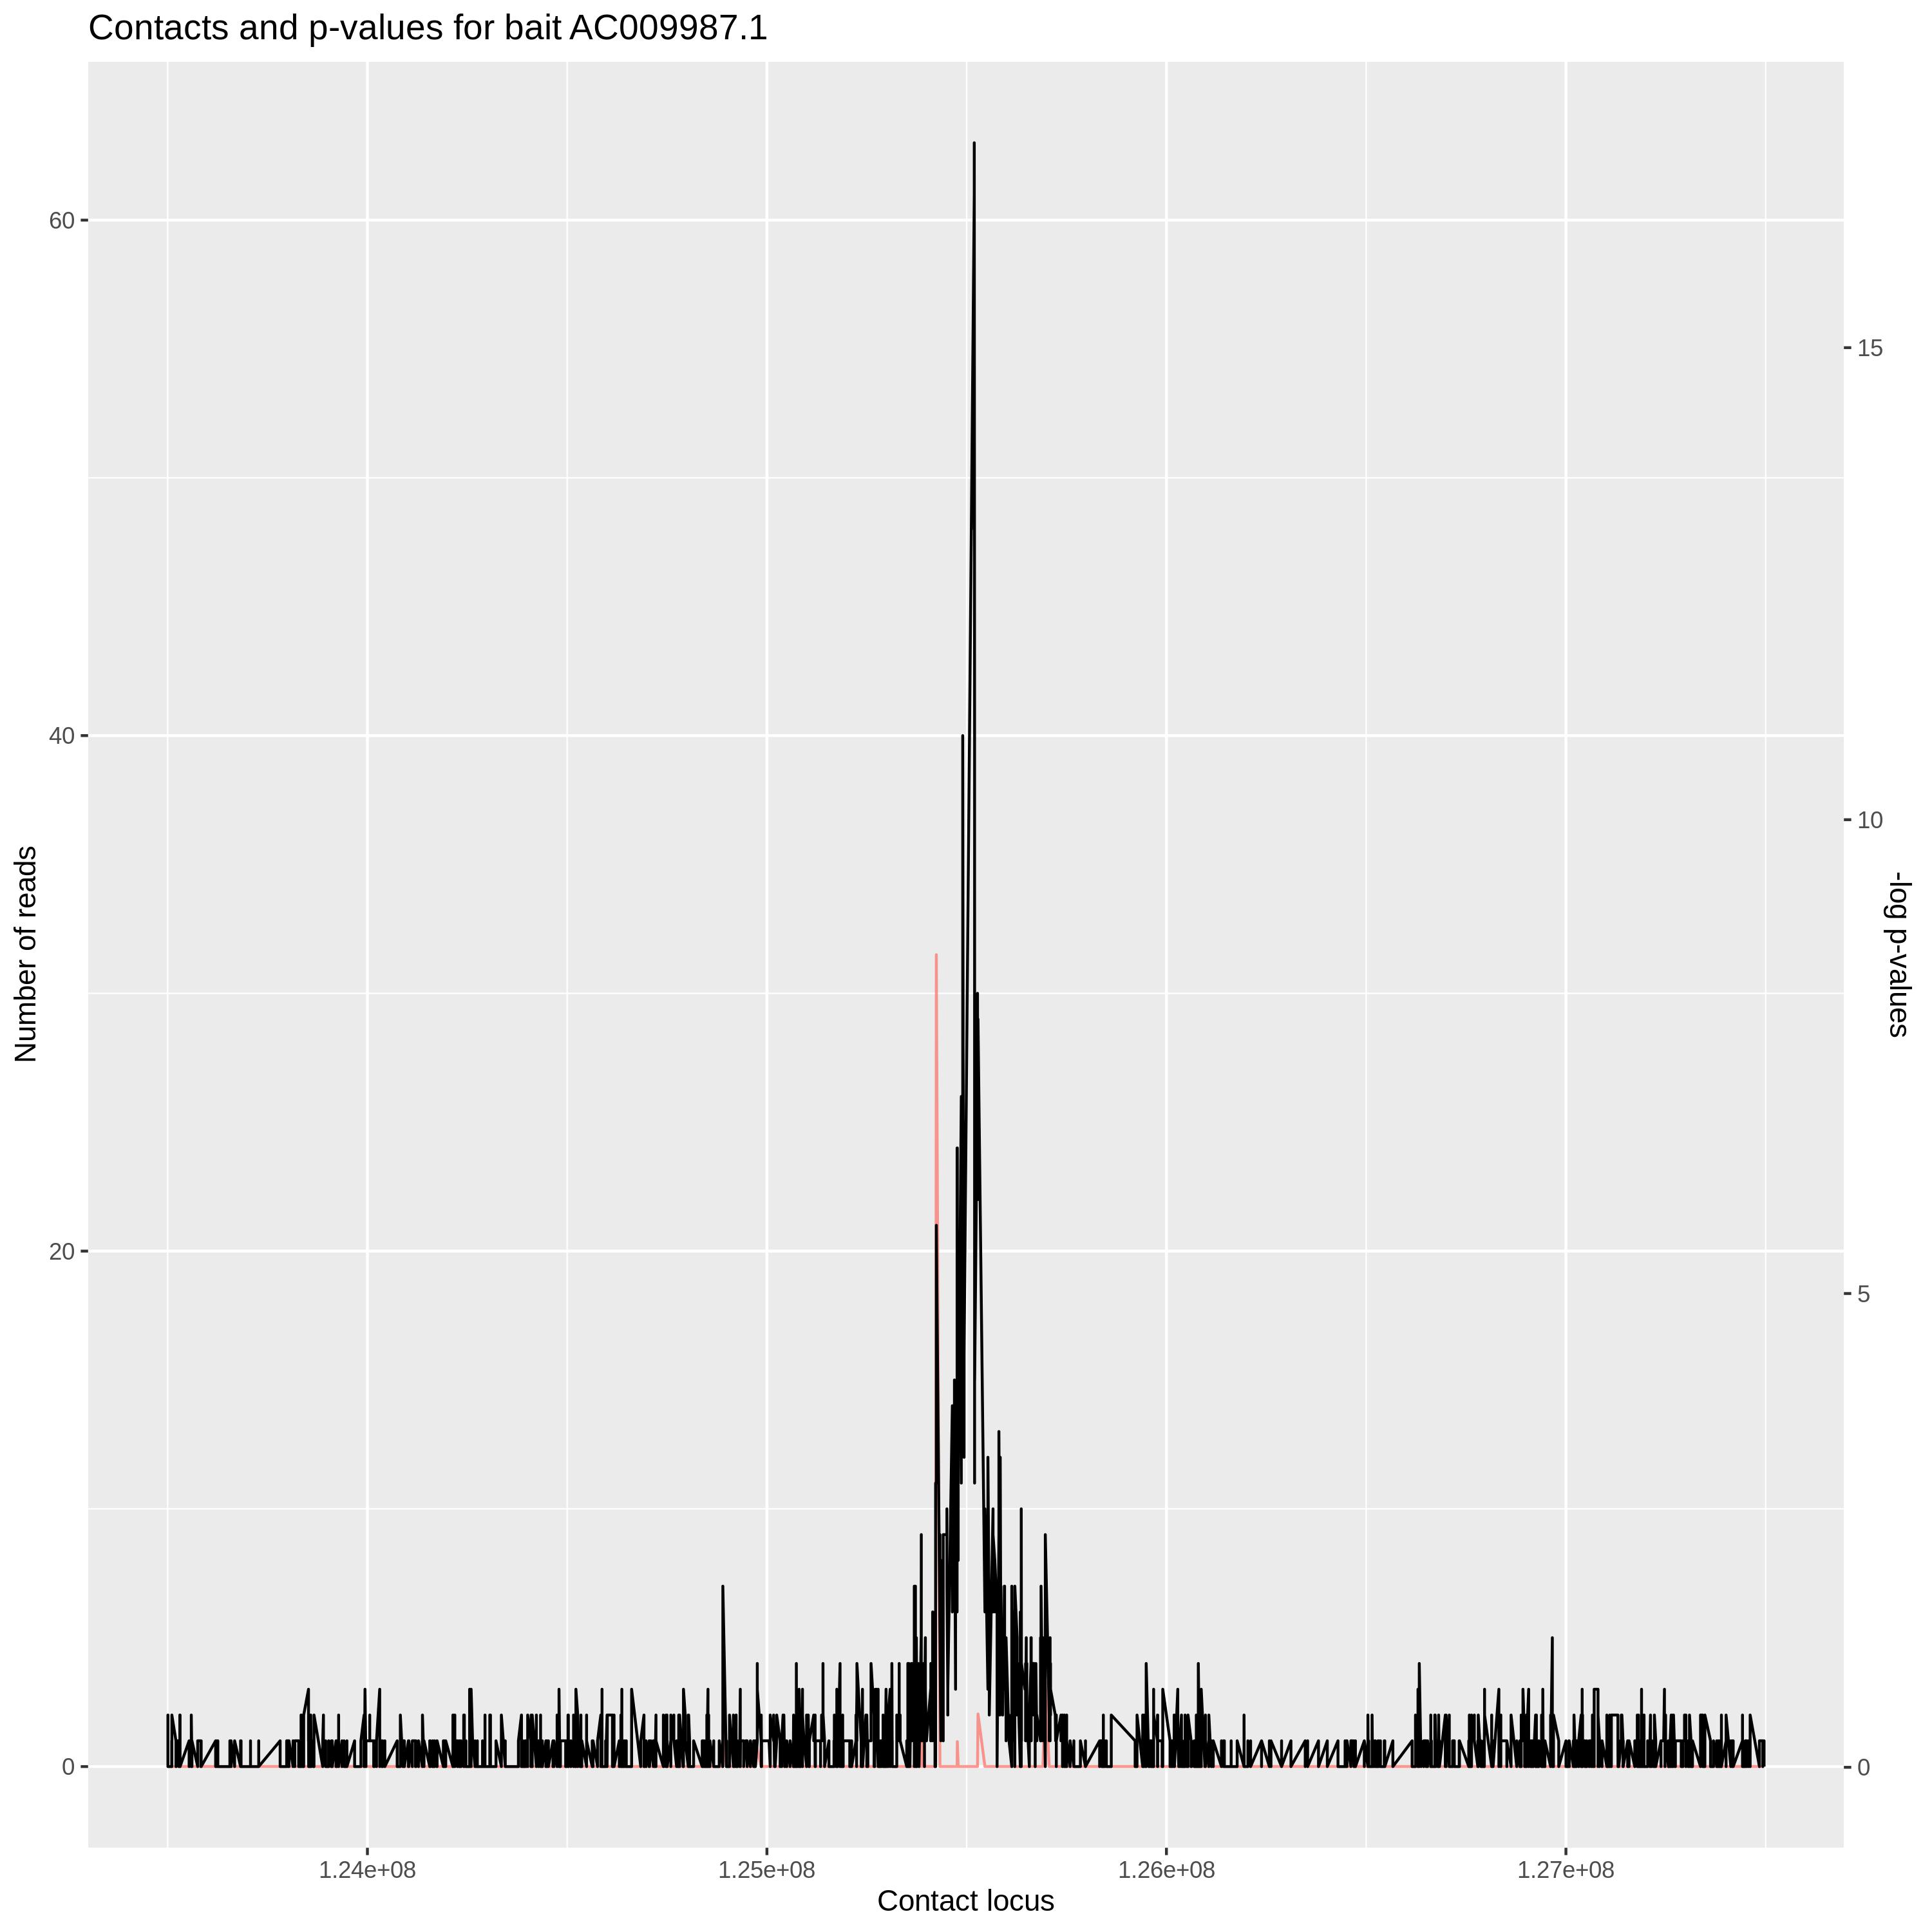 Contacts and p-values for bait AC009987.1
60
40
20
0
15
10
5
0
Number of reads
-log p-values
1.24e+08 1.25e+08 1.26e+08 1.27e+08
Contact locus